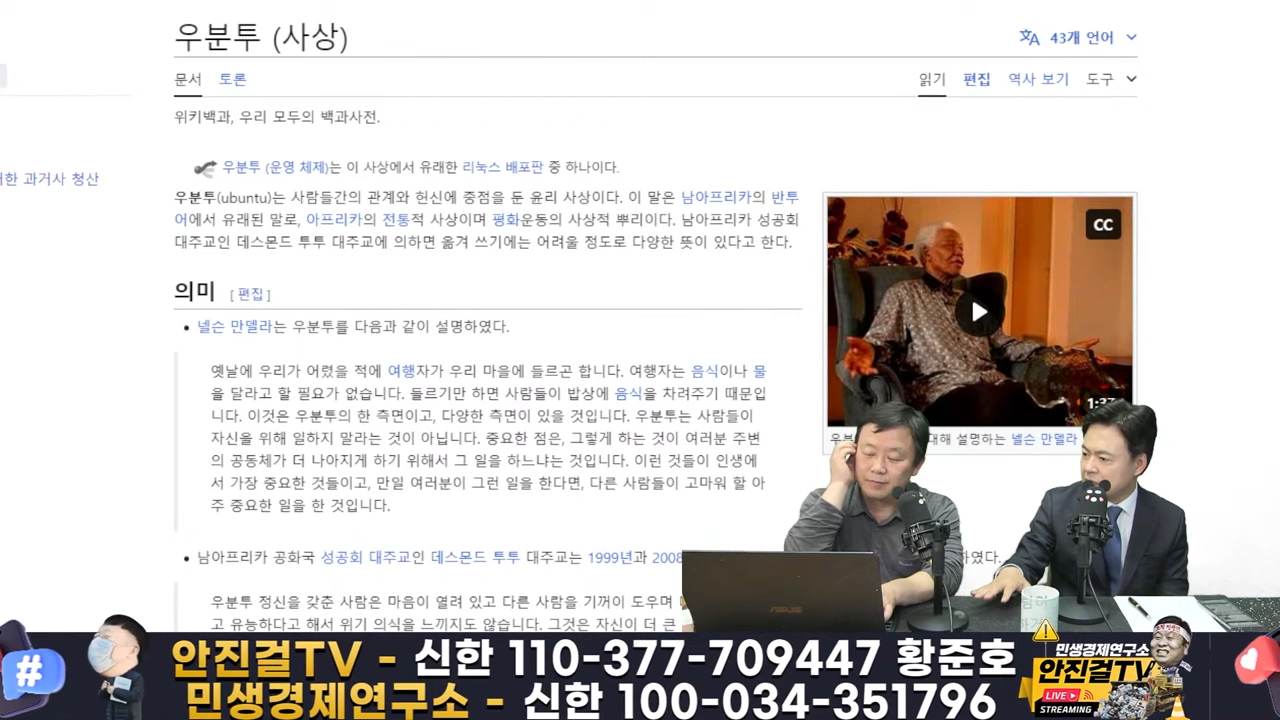 우분투 (사상)
43개 언어
문서 토론
읽기 편집 역사 보기 도구
위키백과, 우리 모두의 백과사전.
한 과거사 청산
우분투 (운영 체제)는 이 사상에서 유래한 리눅스 배포판 중 하나이다.
우분투(ubuntu)는 사람들간의 관계와 헌신에 중점을 둔 윤리 사상이다. 이 말은 남아프리카의 반투
어에서 유래된 말로, 아프리카의 전통적 사상이며 평화운동의 사상적 뿌리이다. 남아프리카 성공회
대주교인 데스몬드 투투 대주교에 의하면 옮겨 쓰기에는 어려울 정도로 다양한 뜻이 있다고 한다.
CC
1:37
우분 대해 설명하는 넬슨 만델라
의미 [편집]
• 넬슨 만델라는 우분투를 다음과 같이 설명하였다.
옛날에 우리가 어렸을 적에 여행자가 우리 마을에 들르곤 합니다. 여행자는 음식이나 물
을 달라고 할 필요가 없습니다. 들르기만 하면 사람들이 밥상에 음식을 차려주기 때문입
니다. 이것은 우분투의 한 측면이고, 다양한 측면이 있을 것입니다. 우분투는 사람들이
자신을 위해 일하지 말라는 것이 아닙니다. 중요한 점은, 그렇게 하는 것이 여러분 주변
의 공동체가 더 나아지게 하기 위해서 그 일을 하느냐는 것입니다. 이런 것들이 인생에
서 가장 중요한 것들이고, 만일 여러분이 그런 일을 한다면, 다른 사람들이 고마워 할 아
주 중요한 일을 한 것입니다.
• 남아프리카 공화국 성공회 대주교인 데스몬드 투투 대주교는 1999년과 2008 였다.
우분투 정신을 갖춘 사람은 마음이 열려 있고 다른 사람을 기꺼이 도우며
고 유능하다고 해서 위기 의식을 느끼지도 않습니다. 그것은 자신이 더 큰
ASUS
안진걸TV - 신한 110-377-709447 황준호
민생경제연구소 - 신한 100-034-351796
#
민생경제연구소
안진걸TV
LIVE
STREAMING